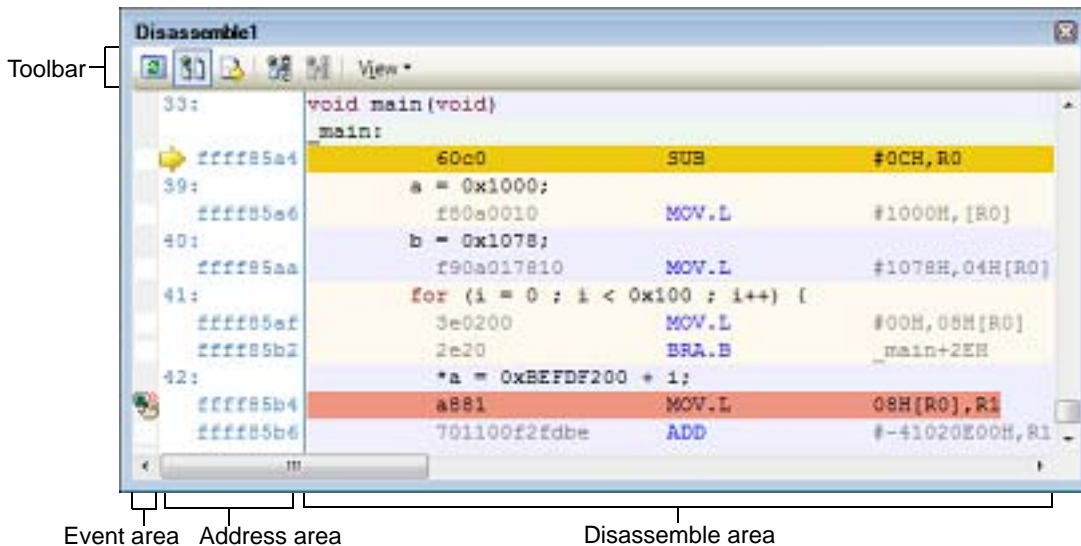 Disassemble1
Toolbar
View
33: void main(void)
_main:
ffff85a4 60c0 SUB #0CH,R0
39: a = 0x1000;
ffff85a6 f80a0010 MOV.L #1000H,[R0]
40: b = 0x1078;
ffff85aa f90a017810 MOV.L #1078H,04H[R0]
41: for (i = 0 ; i < 0x100 ; i++) {
ffff85af 3e0200 MOV.L #00H,08H[R0]
ffff85b2 2e20 BRA.B _main+2EH
42: *a = 0xBEFDF200 + i;
ffff85b4 a881 MOV.L 08H[R0],R1
ffff85b6 701100f2fdbe ADD #-41020E00H,R1
Event area Address area Disassemble area